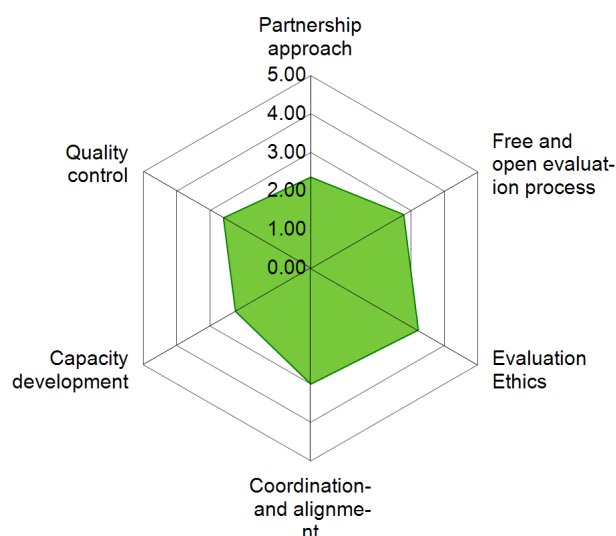 Partnership
approach
5.00
4.00
3.00
2.00
1.00
0.00
Free and
open evaluat-
ion process
Evaluation
Ethics
Coordination-
and alignme-
nt
Capacity
development
Quality
control